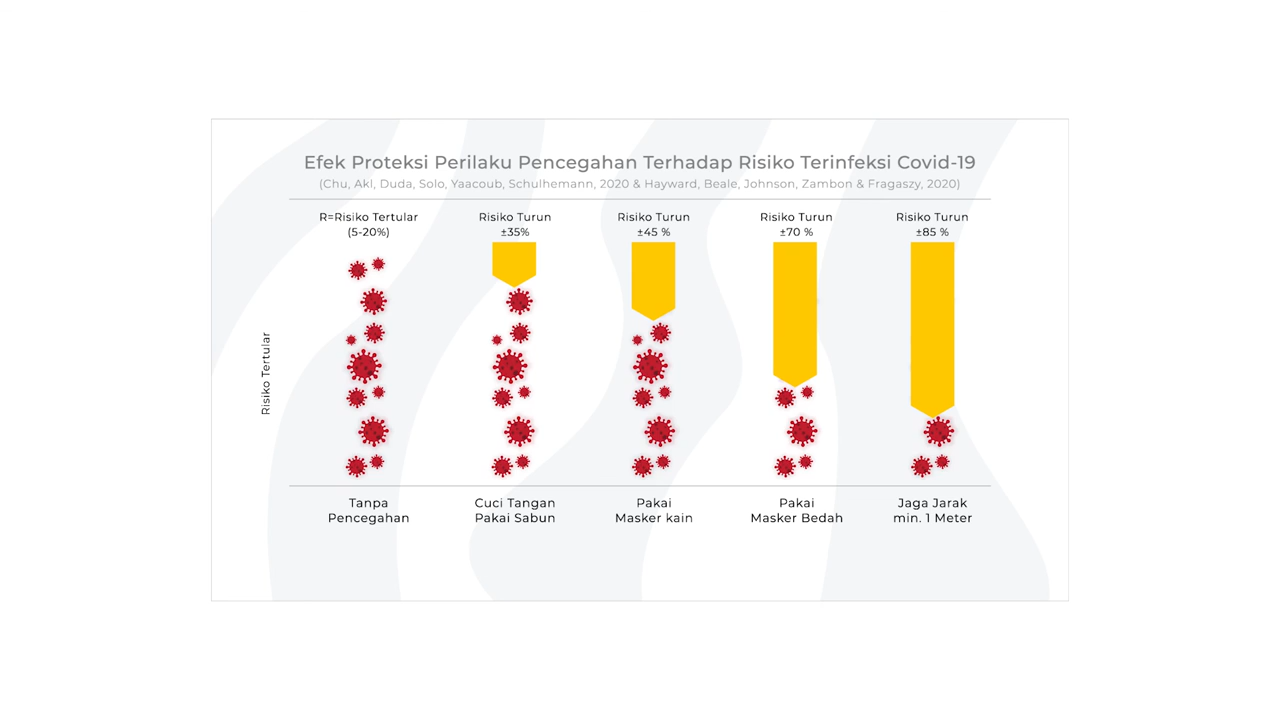 Efek Proteksi Perilaku Pencegahan Terhadap Risiko Terinfeksi Covid-19
(Chu, Akl, Duda, Solo, Yaacoub, Schulhemann, 2020 & Hayward, Beale, Johnson, Zambon & Fragaszy, 2020)
R=Risiko Tertular
(5-20%)
Risiko Turun
±35%
Risiko Turun
±45 %
Risiko Turun
±70 %
Risiko Turun
±85 %
Risiko Tertular
Tanpa
Pencegahan
Cuci Tangan
Pakai Sabun
Pakai
Masker kain
Pakai
Masker Bedah
Jaga Jarak
min. 1 Meter